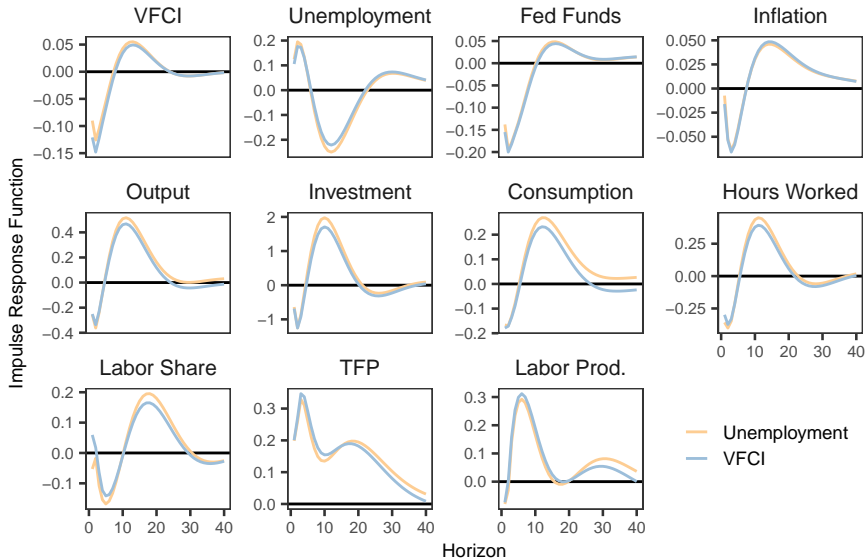 VFCI Unemployment Fed Funds Inflation
0.05 0.00 −0.05 −0.10 −0.15
0.2 0.1 0.0 −0.1 −0.2
0.05 0.00 −0.05 −0.10 −0.15 −0.20
0.050 0.025 0.000 −0.025 −0.050
Impulse Response Function
Output Investment Consumption Hours Worked
0.4 0.2 0.0 −0.2 −0.4
2 1 0 −1
0.2 0.1 0.0 −0.1 −0.2
0.25 0.00 −0.25
0 10 20 30 40
Labor Share TFP Labor Prod.
0.2 0.1 0.0 −0.1
0.3 0.2 0.1 0.0
0.3 0.2 0.1 0.0
0 10 20 30 40 0 10 20 30 40 0 10 20 30 40
Horizon
Unemployment
VFCI